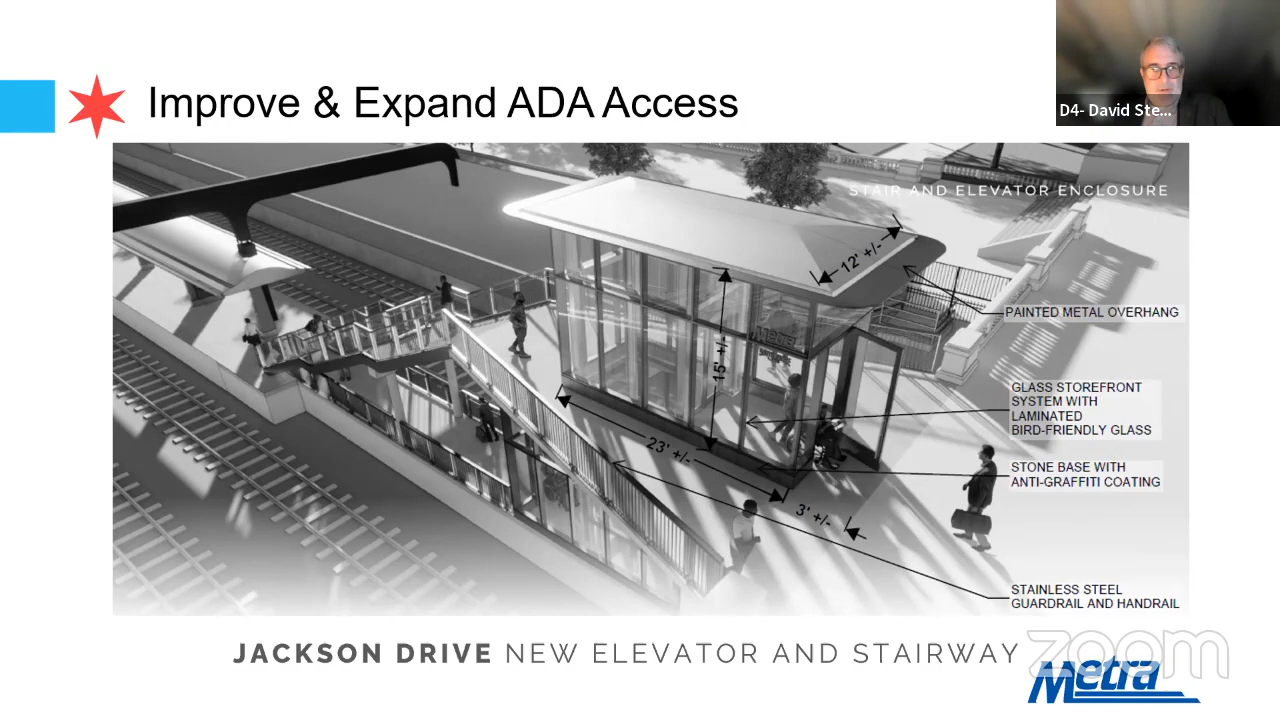 D4- David Ste...
Improve & Expand ADA Access
STAIR AND ELEVATOR ENCLOSURE
12' +/-
PAINTED METAL OVERHANG
Metra
15' +/-
GLASS STOREFRONT
SYSTEM WITH
LAMINATED
BIRD-FRIENDLY GLASS
23' +/-
STONE BASE WITH
ANTI-GRAFFITI COATING
3' +/-
STAINLESS STEEL
GUARDRAIL AND HANDRAIL
JACKSON DRIVE NEW ELEVATOR AND STAIRWAY
zoom
Metra